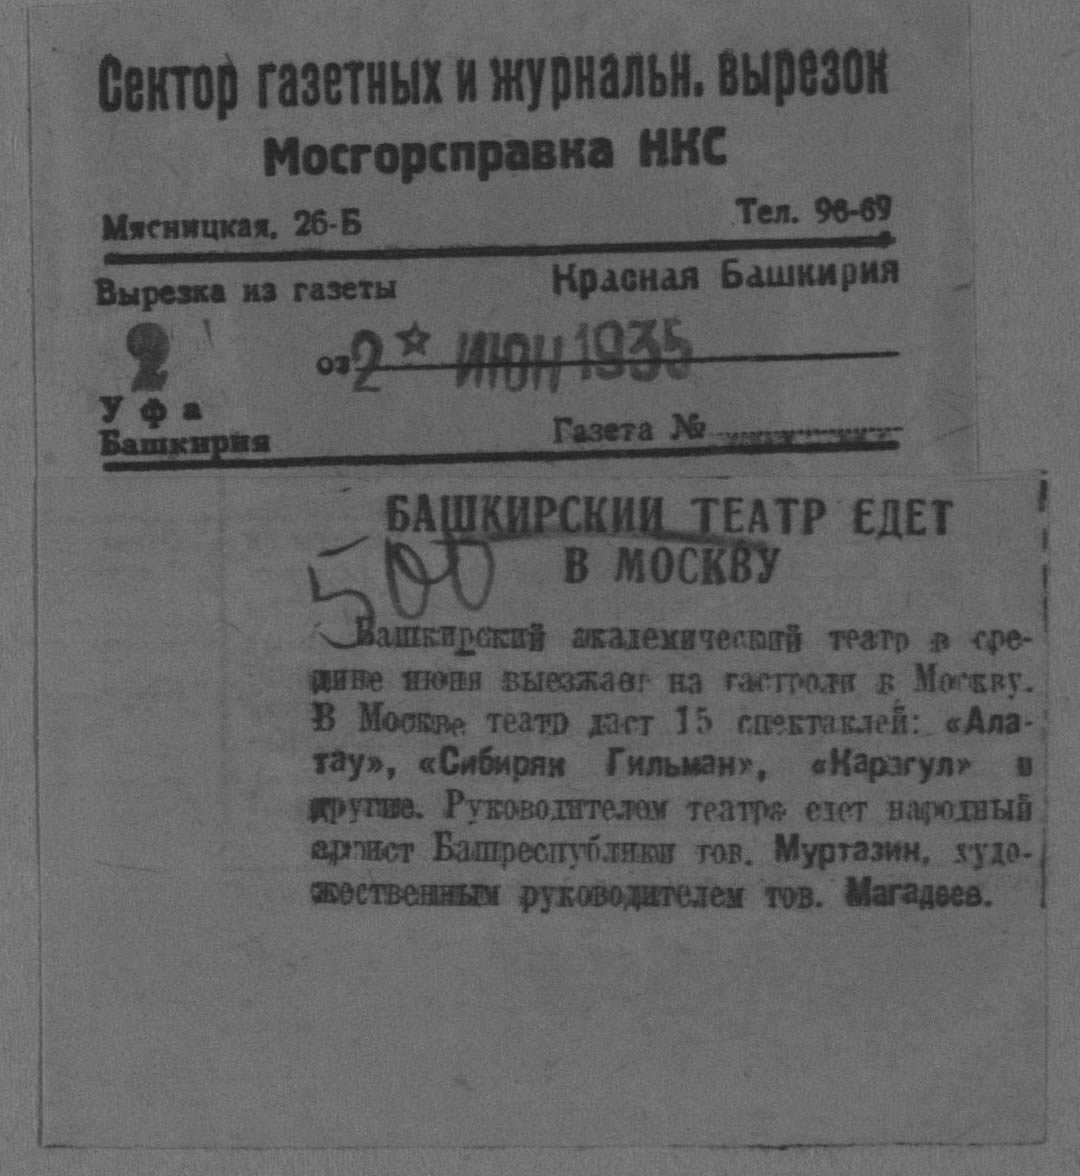 Сектор газетных и журнальн. вырезок
Мосгорсправка НКС
Мясницкая, 26-Б Тел. 96-69
Вырезка из газеты Красная Башкирия
2 от 2 ☆ ИЮН 1935
Уфа
Башкирия Газета №
БАШКИРСКИЙ ТЕАТР ЕДЕТ
В МОСКВУ
500
Башкирский академический театр в сре-
дине июня выезжает на гастроли в Москву.
В Москве театр даст 15 спектаклей: «Ала-
тау», «Сибиряк Гильман», «Карагул» и
другие. Руководителем театра едет народный
артист Башреспублики тов. Муртазин, худо-
жественным руководителем тов. Магадеев.